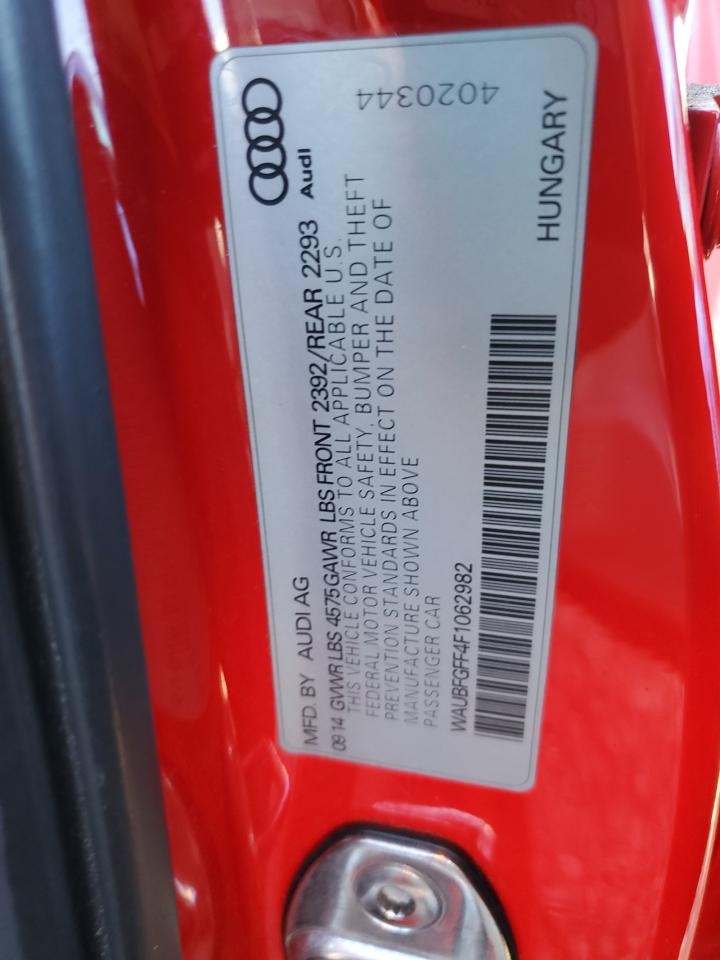 MFD. BY AUDI AG
Audi
09 14 GVWR LBS 4575 GAWR LBS FRONT 2392/REAR 2293
THIS VEHICLE CONFORMS TO ALL APPLICABLE U.S.
FEDERAL MOTOR VEHICLE SAFETY, BUMPER AND THEFT
PREVENTION STANDARDS IN EFFECT ON THE DATE OF
MANUFACTURE SHOWN ABOVE
PASSENGER CAR
WAUBFGFF4F1062982
HUNGARY
4020344